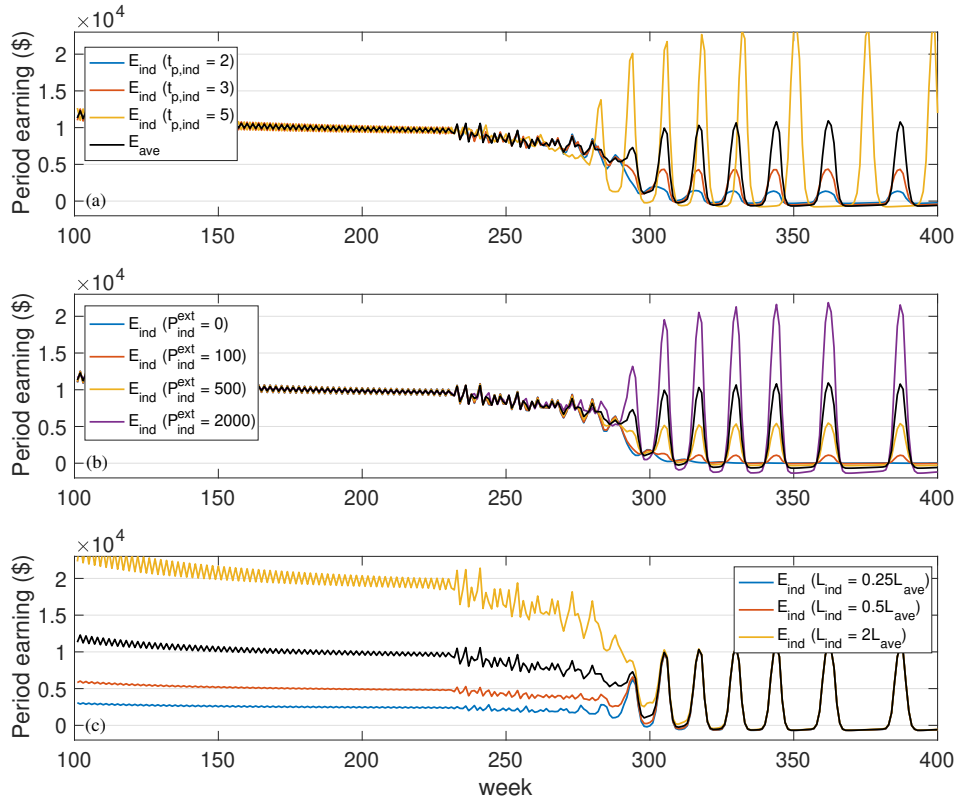 ×10⁴
Period earning ($)
2
1.5
1
0.5
0
E_ind (t_p,ind = 2)
E_ind (t_p,ind = 3)
E_ind (t_p,ind = 5)
E_ave
(a)
100 150 200 250 300 350 400
×10⁴
Period earning ($)
2
1.5
1
0.5
0
E_ind (P_ind^ext = 0)
E_ind (P_ind^ext = 100)
E_ind (P_ind^ext = 500)
E_ind (P_ind^ext = 2000)
(b)
100 150 200 250 300 350 400
×10⁴
Period earning ($)
2
1.5
1
0.5
0
E_ind (L_ind = 0.25L_ave)
E_ind (L_ind = 0.5L_ave)
E_ind (L_ind = 2L_ave)
(c)
100 150 200 250 300 350 400
week